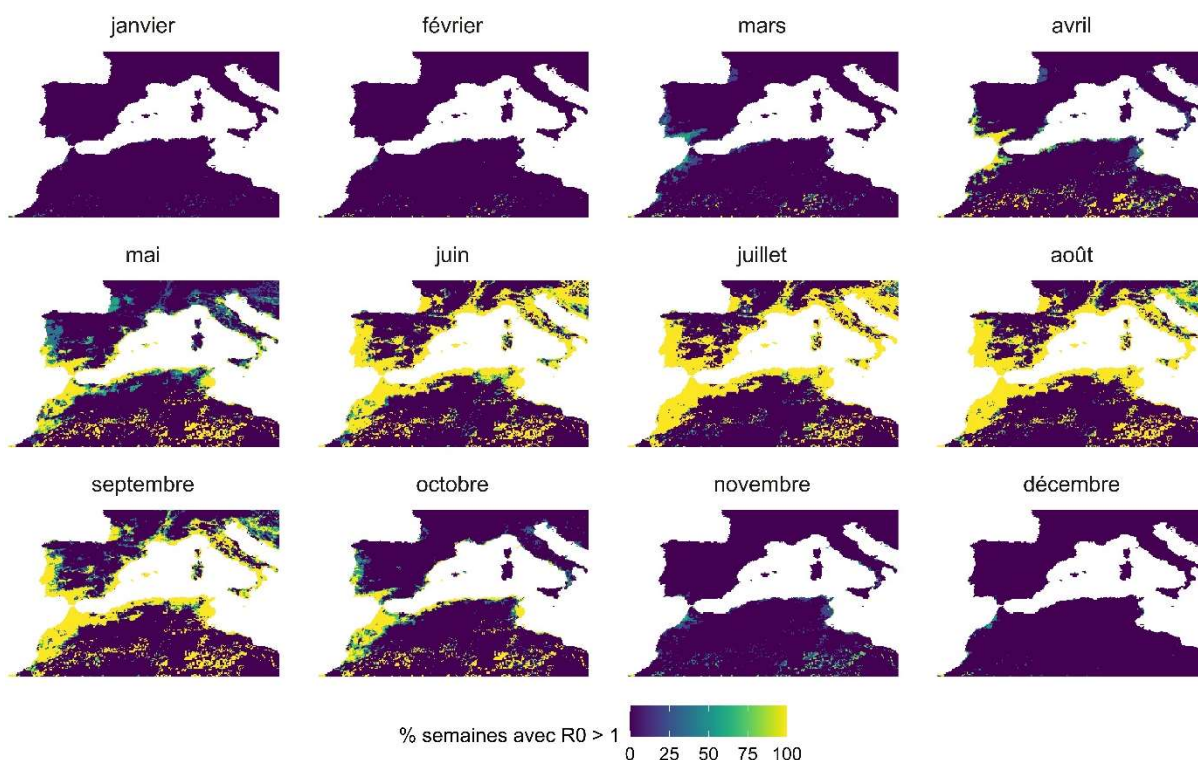 janvier
février
mars
avril
mai
juin
juillet
août
septembre
octobre
novembre
décembre
% semaines avec R0 > 1
0 25 50 75 100